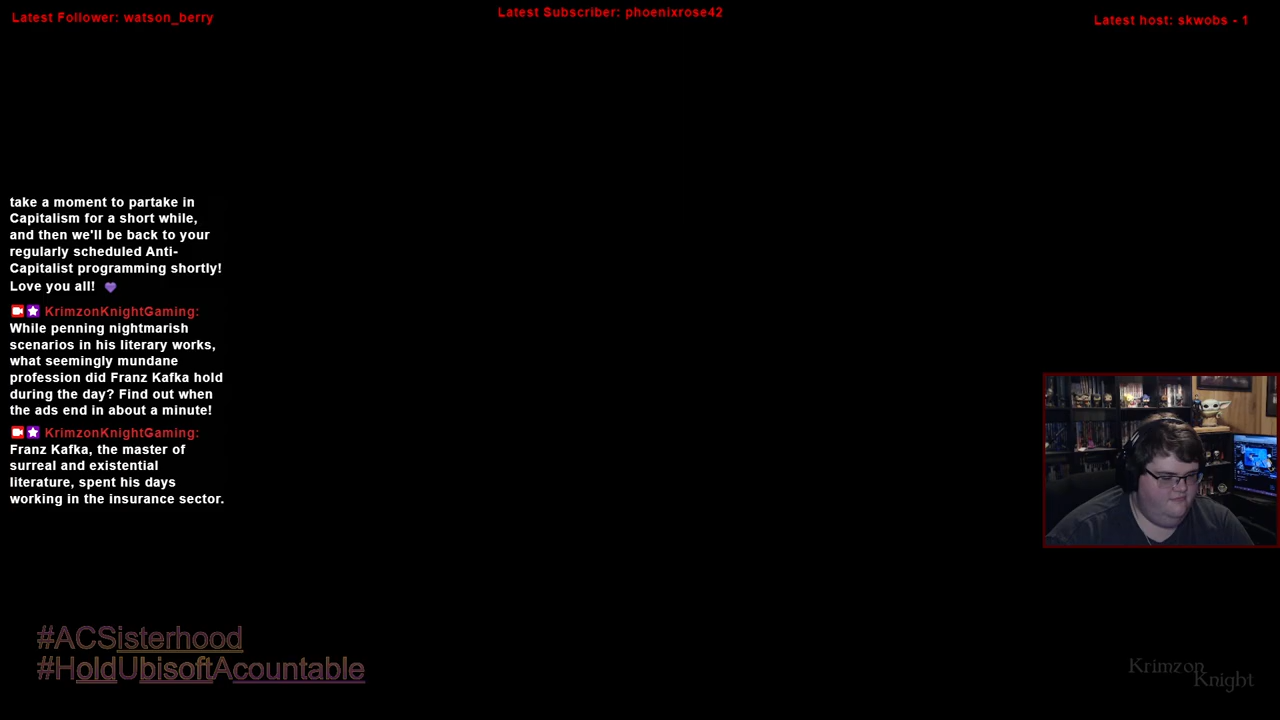 Latest Follower: watson_berry
Latest Subscriber: phoenixrose42
Latest host: skwobs - 1
take a moment to partake in
Capitalism for a short while,
and then we'll be back to your
regularly scheduled Anti-
Capitalist programming shortly!
Love you all!
KrimzonKnightGaming:
While penning nightmarish
scenarios in his literary works,
what seemingly mundane
profession did Franz Kafka hold
during the day? Find out when
the ads end in about a minute!
KrimzonKnightGaming:
Franz Kafka, the master of
surreal and existential
literature, spent his days
working in the insurance sector.
#ACSisterhood
#HoldUbisoftAcountable
Krimzon
Knight